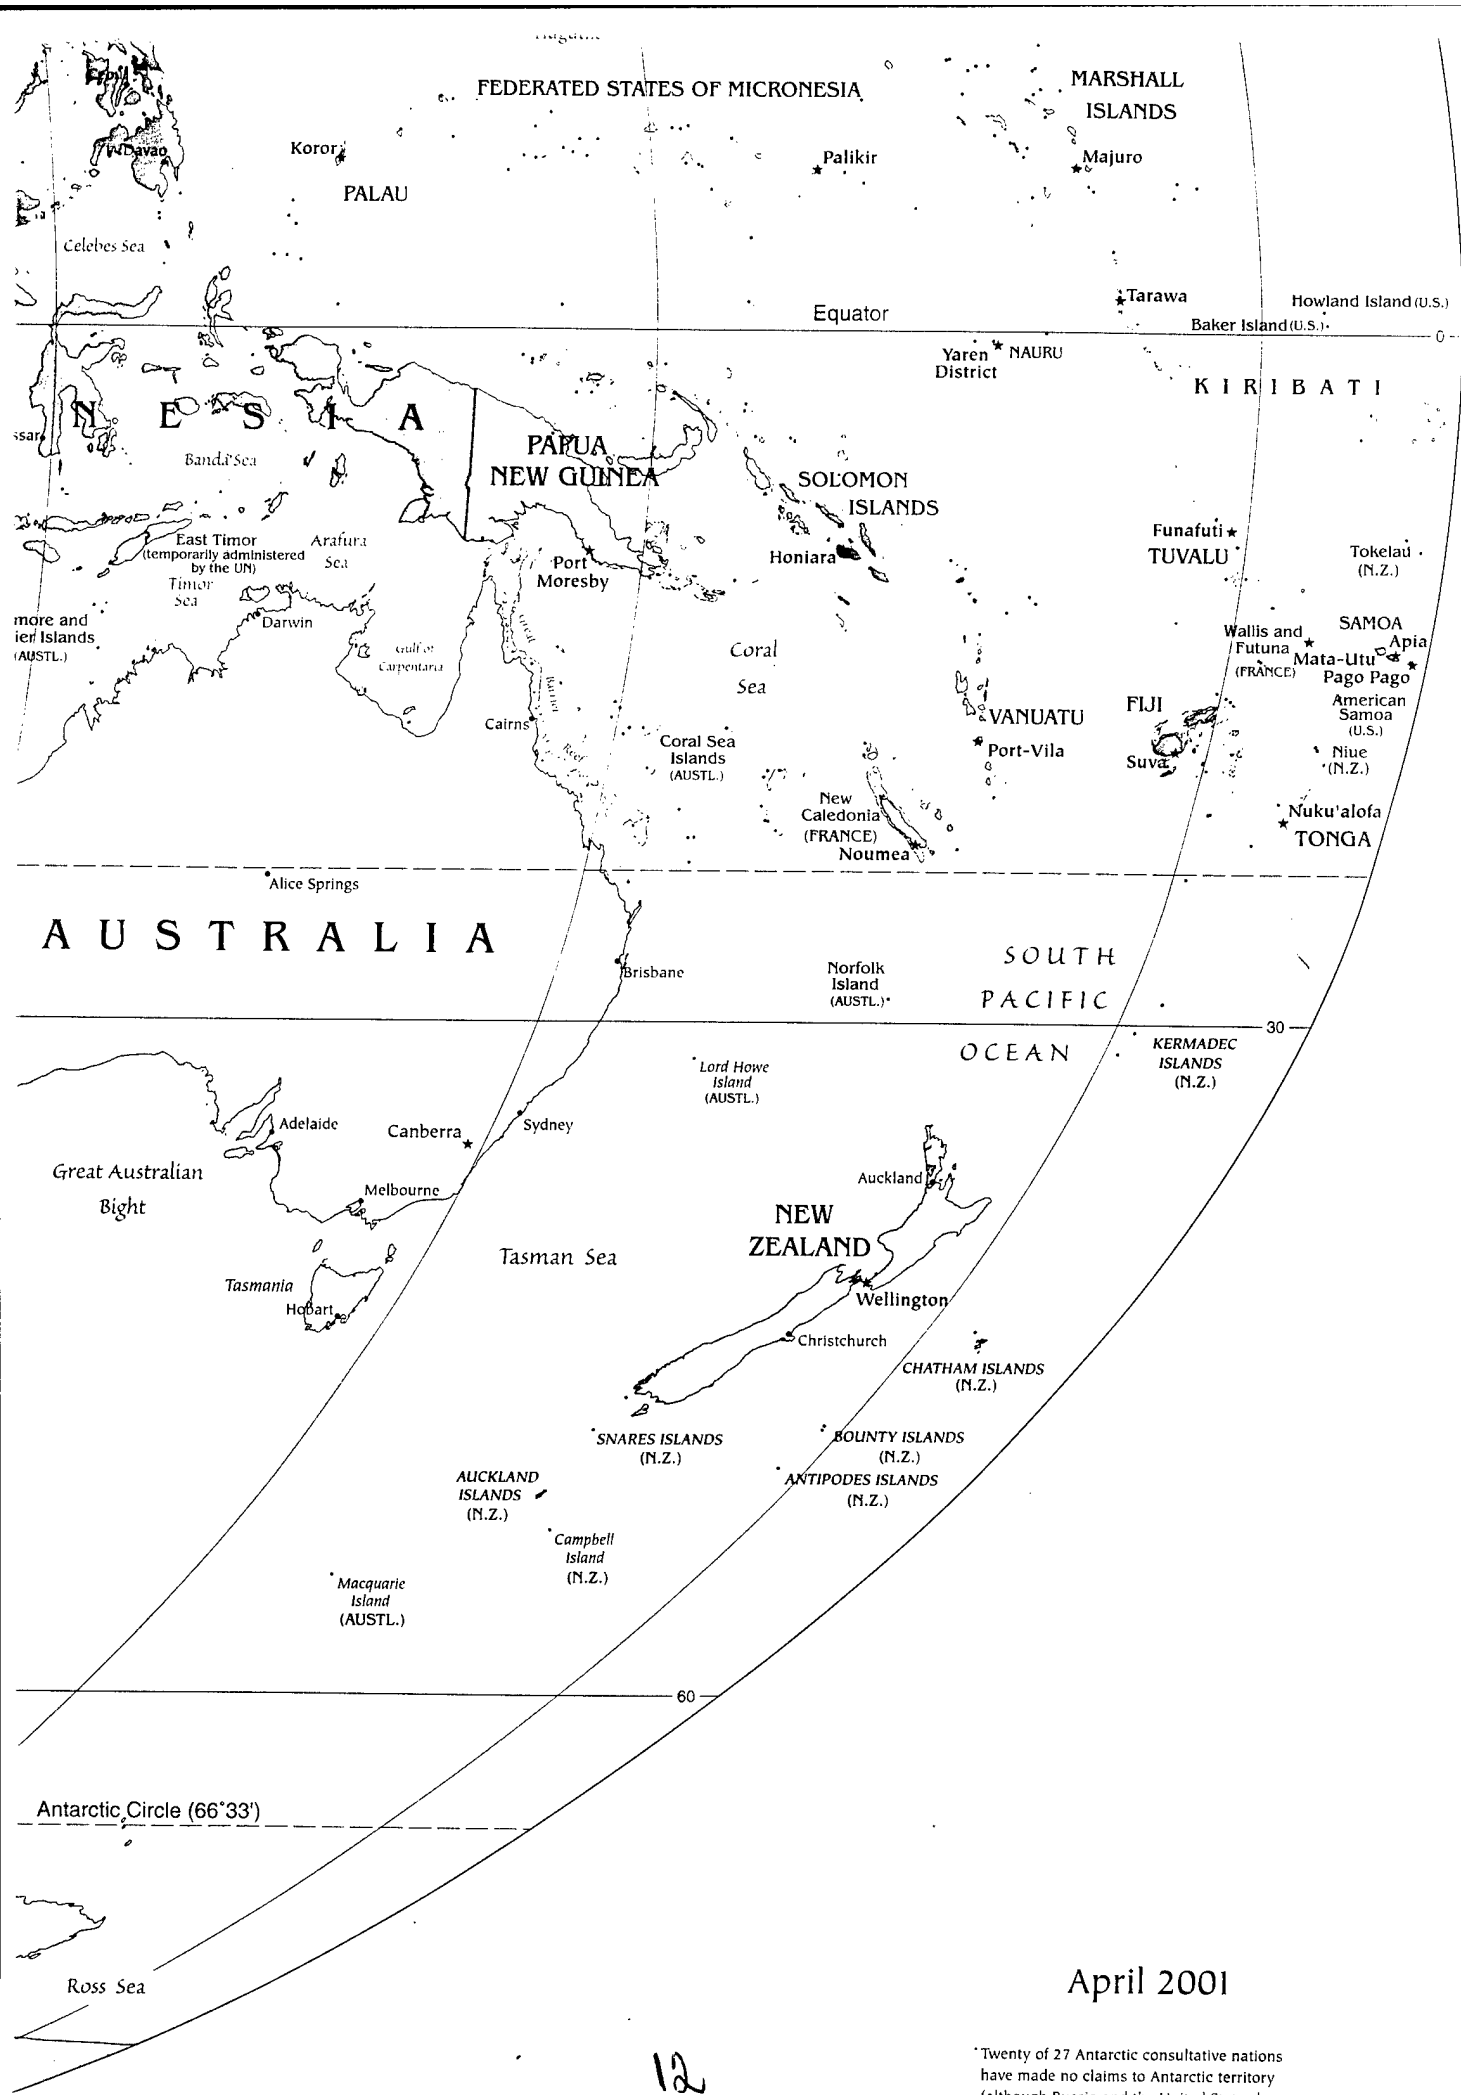 FEDERATED STATES OF MICRONESIA
MARSHALL
ISLANDS
Davao
Koror
PALAU
Palikir
Majuro
Celebes Sea
Tarawa
Howland Island (U.S.)
Equator
Baker Island (U.S.)
0
Yaren
District
NAURU
KIRIBATI
N E S I A
Banda Sea
PAPUA
NEW GUINEA
SOLOMON
ISLANDS
Honiara
East Timor
(temporarily administered
by the UN)
Arafura
Sea
Timor
Sea
Port
Moresby
Funafuti
TUVALU
Tokelau
(N.Z.)
more and
ier Islands
(AUSTL.)
Darwin
Gulf of
Carpentaria
Great
Barrier
Reef
Coral
Sea
Wallis and
Futuna
(FRANCE)
Mata-Utu
SAMOA
Apia
Pago Pago
American
Samoa
(U.S.)
Cairns
Coral Sea
Islands
(AUSTL.)
VANUATU
Port-Vila
FIJI
Suva
Niue
(N.Z.)
New
Caledonia
(FRANCE)
Noumea
Nuku'alofa
TONGA
Alice Springs
AUSTRALIA
Brisbane
Norfolk
Island
(AUSTL.)
SOUTH
PACIFIC
OCEAN
30
KERMADEC
ISLANDS
(N.Z.)
Lord Howe
Island
(AUSTL.)
Adelaide
Canberra
Sydney
Great Australian
Bight
Melbourne
Auckland
NEW
ZEALAND
Tasman Sea
Tasmania
Hobart
Wellington
Christchurch
CHATHAM ISLANDS
(N.Z.)
SNARES ISLANDS
(N.Z.)
BOUNTY ISLANDS
(N.Z.)
AUCKLAND
ISLANDS
(N.Z.)
ANTIPODES ISLANDS
(N.Z.)
Campbell
Island
(N.Z.)
Macquarie
Island
(AUSTL.)
60
Antarctic Circle (66°33')
Ross Sea
April 2001
12
*Twenty of 27 Antarctic consultative nations
have made no claims to Antarctic territory